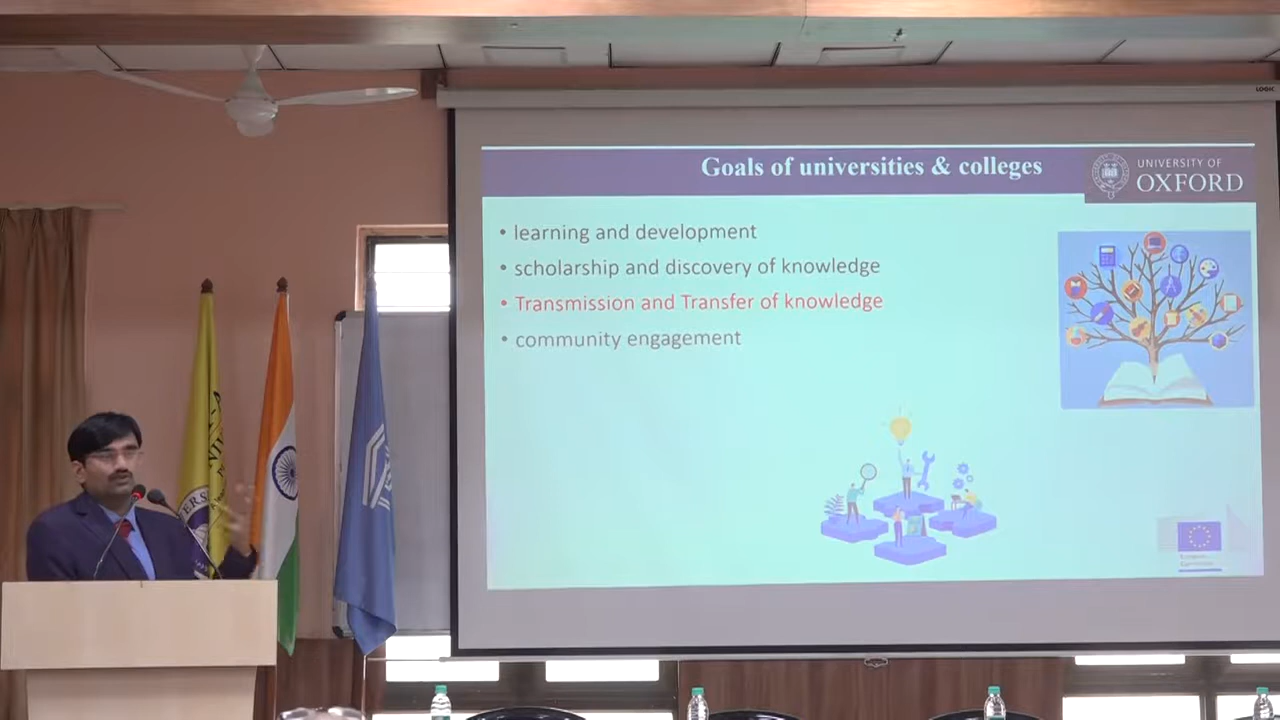 LOGIC
Goals of universities & colleges
UNIVERSITY OF
OXFORD
• learning and development
• scholarship and discovery of knowledge
• Transmission and Transfer of knowledge
• community engagement